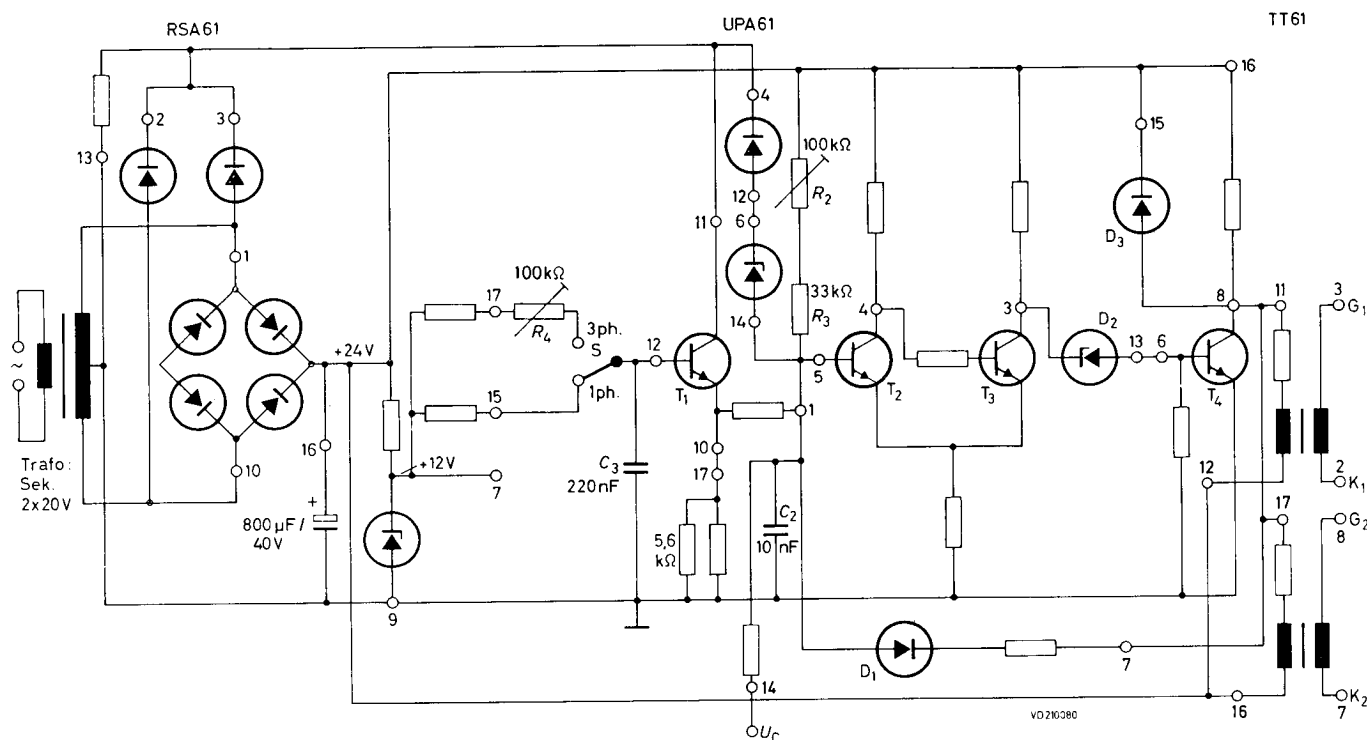 RSA61
UPA61
TT61
16
2
3
4
15
13
100kΩ
R2
12
6
11
D3
1
17
100kΩ
R4
3ph.
S
1ph.
12
T1
14
33kΩ
R3
5
4
T2
3
T3
D2
13
6
8
T4
11
3
G1
~
+24V
15
1
16
10
+12V
7
10
17
C3
220nF
C2
10 nF
12
2
K1
17
G2
8
Trafo:
Sek.
2x20V
+
800µF/
40V
5,6
kΩ
9
D1
7
14
16
K2
7
VD210080
UC